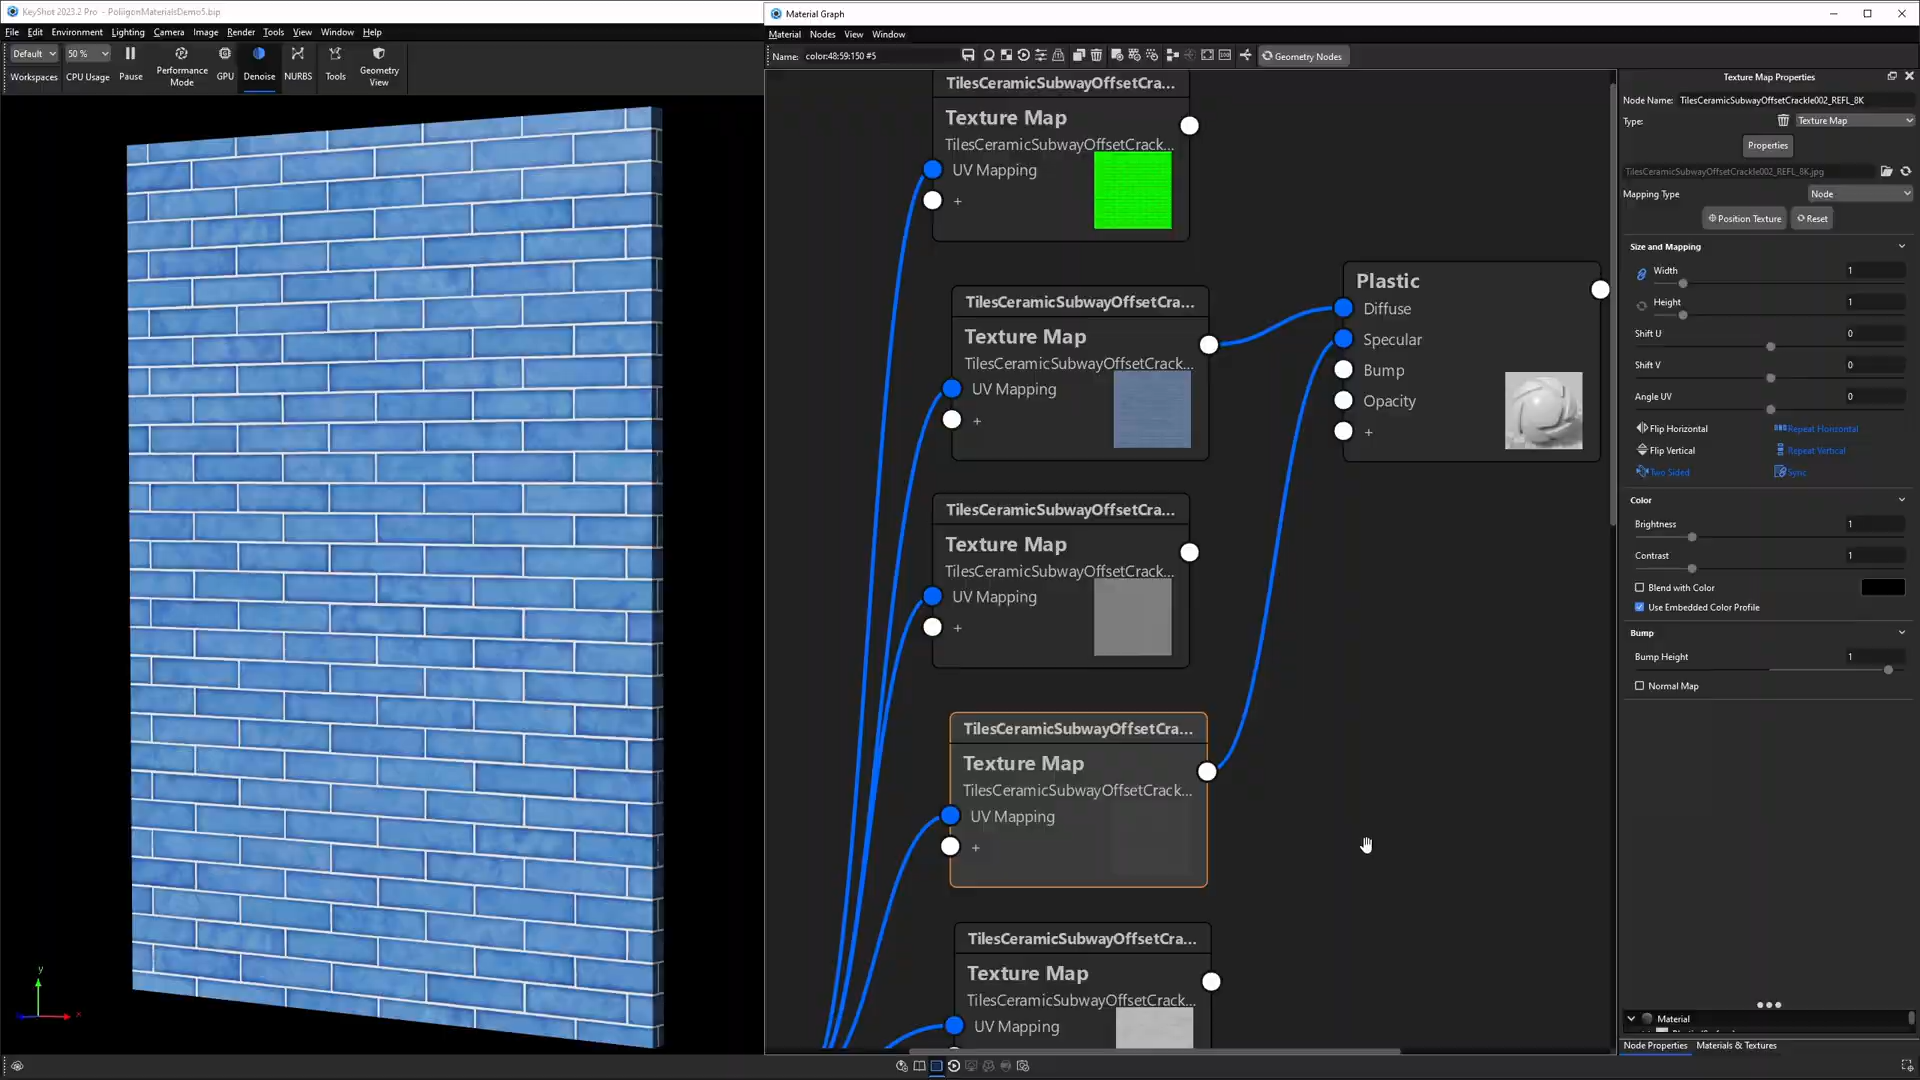 KeyShot 2023.2 Pro - PoliigonMaterialsDemo5.bip
File Edit Environment Lighting Camera Image Render Tools View Window Help
Default 50 %
Workspaces CPU Usage Pause Performance Mode GPU Denoise NURBS Tools Geometry View
y
x
Material Graph
Material Nodes View Window
Name: color:48:59:150 #5
Geometry Nodes
TilesCeramicSubwayOffsetCra...
Texture Map
TilesCeramicSubwayOffsetCrack...
UV Mapping
+
TilesCeramicSubwayOffsetCra...
Texture Map
TilesCeramicSubwayOffsetCrack...
UV Mapping
+
Plastic
Diffuse
Specular
Bump
Opacity
+
TilesCeramicSubwayOffsetCra...
Texture Map
TilesCeramicSubwayOffsetCrack...
UV Mapping
+
TilesCeramicSubwayOffsetCra...
Texture Map
TilesCeramicSubwayOffsetCrack...
UV Mapping
+
TilesCeramicSubwayOffsetCra...
Texture Map
TilesCeramicSubwayOffsetCrack...
UV Mapping
Texture Map Properties
Node Name: TilesCeramicSubwayOffsetCrackle002_REFL_8K
Type: Texture Map
Properties
TilesCeramicSubwayOffsetCrackle002_REFL_8K.jpg
Mapping Type Node
Position Texture Reset
Size and Mapping
Width 1
Height 1
Shift U 0
Shift V 0
Angle UV 0
Flip Horizontal Repeat Horizontal
Flip Vertical Repeat Vertical
Two Sided Sync
Color
Brightness 1
Contrast 1
Blend with Color
Use Embedded Color Profile
Bump
Bump Height 1
Normal Map
Material
Node Properties Materials & Textures